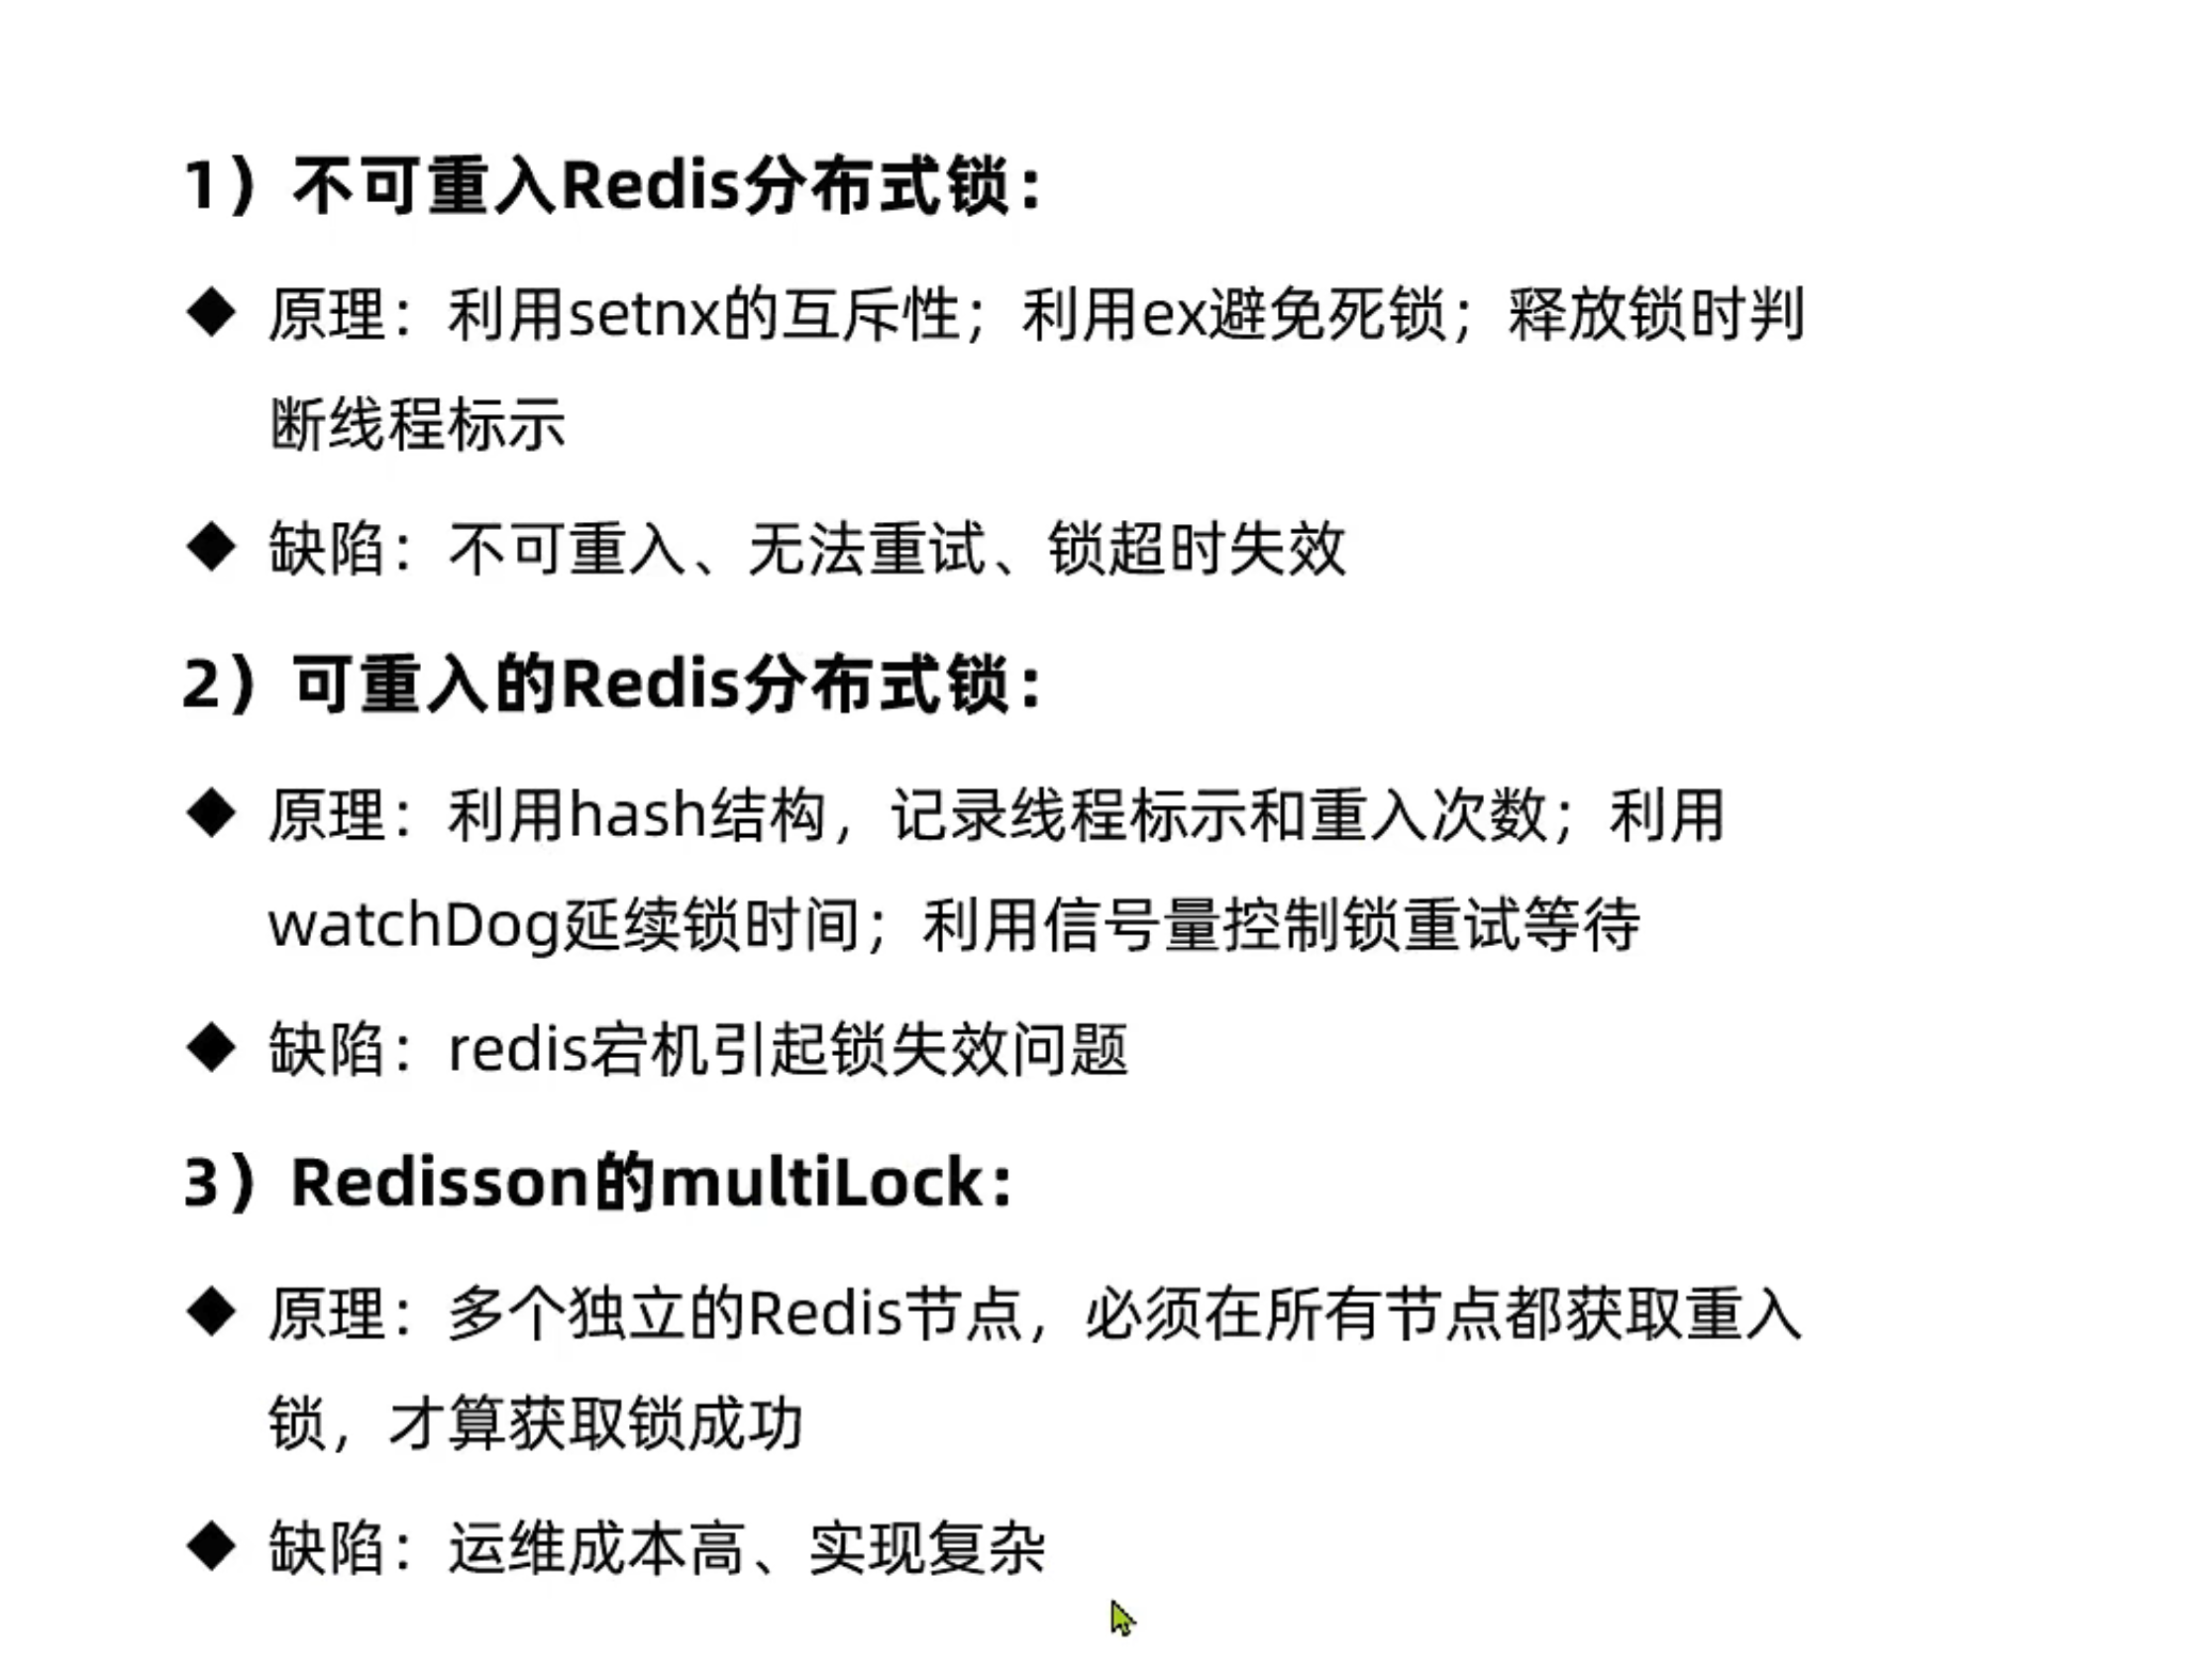 1）不可重入Redis分布式锁：
◆ 原理：利用setnx的互斥性；利用ex避免死锁；释放锁时判
断线程标示
◆ 缺陷：不可重入、无法重试、锁超时失效
2）可重入的Redis分布式锁：
◆ 原理：利用hash结构，记录线程标示和重入次数；利用
watchDog延续锁时间；利用信号量控制锁重试等待
◆ 缺陷：redis宕机引起锁失效问题
3）Redisson的multiLock：
◆ 原理：多个独立的Redis节点，必须在所有节点都获取重入
锁，才算获取锁成功
◆ 缺陷：运维成本高、实现复杂